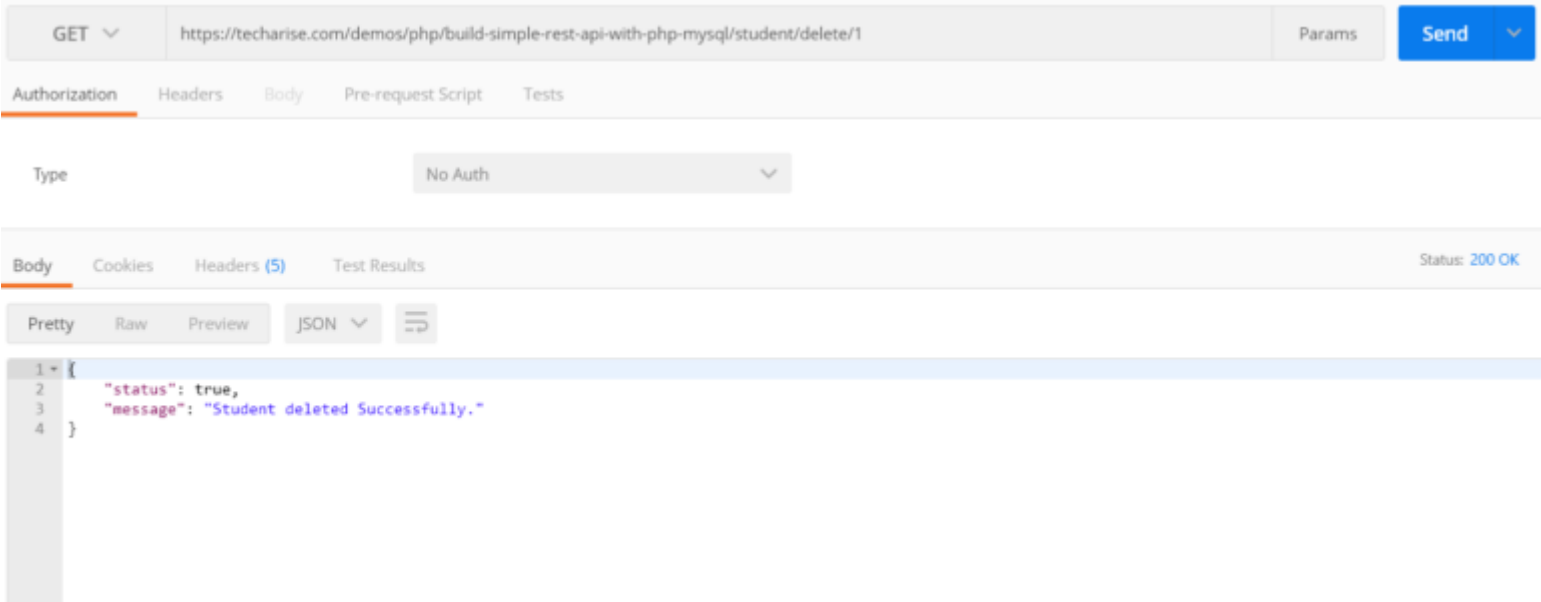 GET https://techarise.com/demos/php/build-simple-rest-api-with-php-mysql/student/delete/1 Params Send
Authorization Headers Body Pre-request Script Tests
Type No Auth
Body Cookies Headers (5) Test Results Status: 200 OK
Pretty Raw Preview JSON
1 {
2 "status": true,
3 "message": "Student deleted Successfully."
4 }